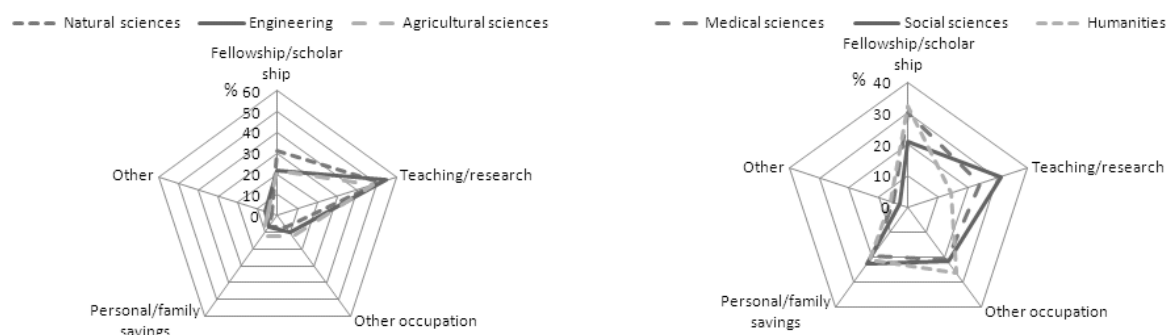 Natural sciences Engineering Agricultural sciences
Fellowship/scholar
ship
%
60
50
40
30
20
10
0
Other
Teaching/research
Personal/family
savings
Other occupation
Medical sciences Social sciences Humanities
Fellowship/scholar
ship
%
40
30
20
10
0
Other
Teaching/research
Personal/family
savings
Other occupation